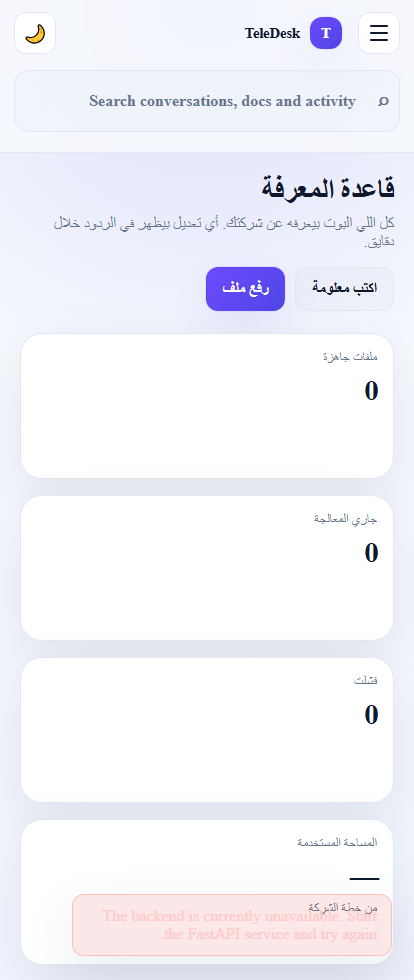 TeleDesk
T
Search conversations, docs and activity
قاعدة المعرفة
كل اللي البوت بيعرفه عن شركتك. أي تعديل بيظهر في الردود خلال
دقايق.
اكتب معلومة
رفع ملف
ملفات جاهزة
0
جاري المعالجة
0
فشلت
0
المساحة المستخدمة
—
من خطة الشركة
The backend is currently unavailable. Start
the FastAPI service and try again.